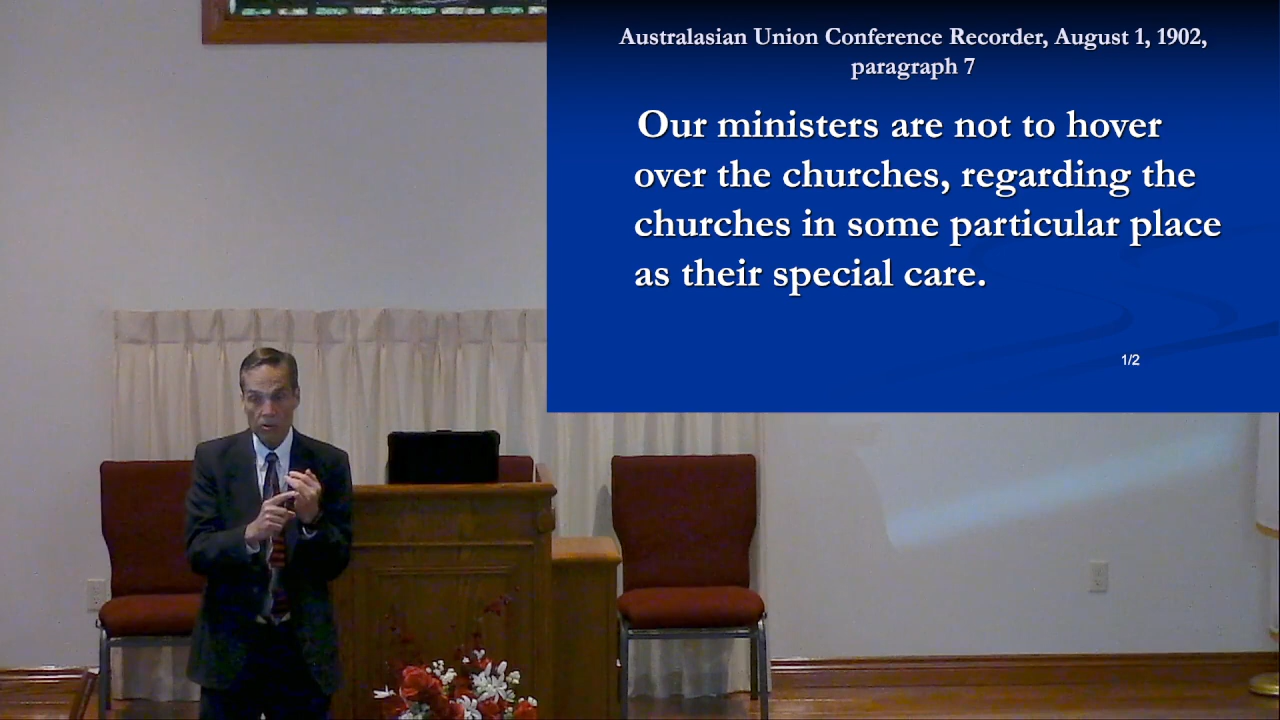 Australasian Union Conference Recorder, August 1, 1902,
paragraph 7
Our ministers are not to hover
over the churches, regarding the
churches in some particular place
as their special care.
1/2